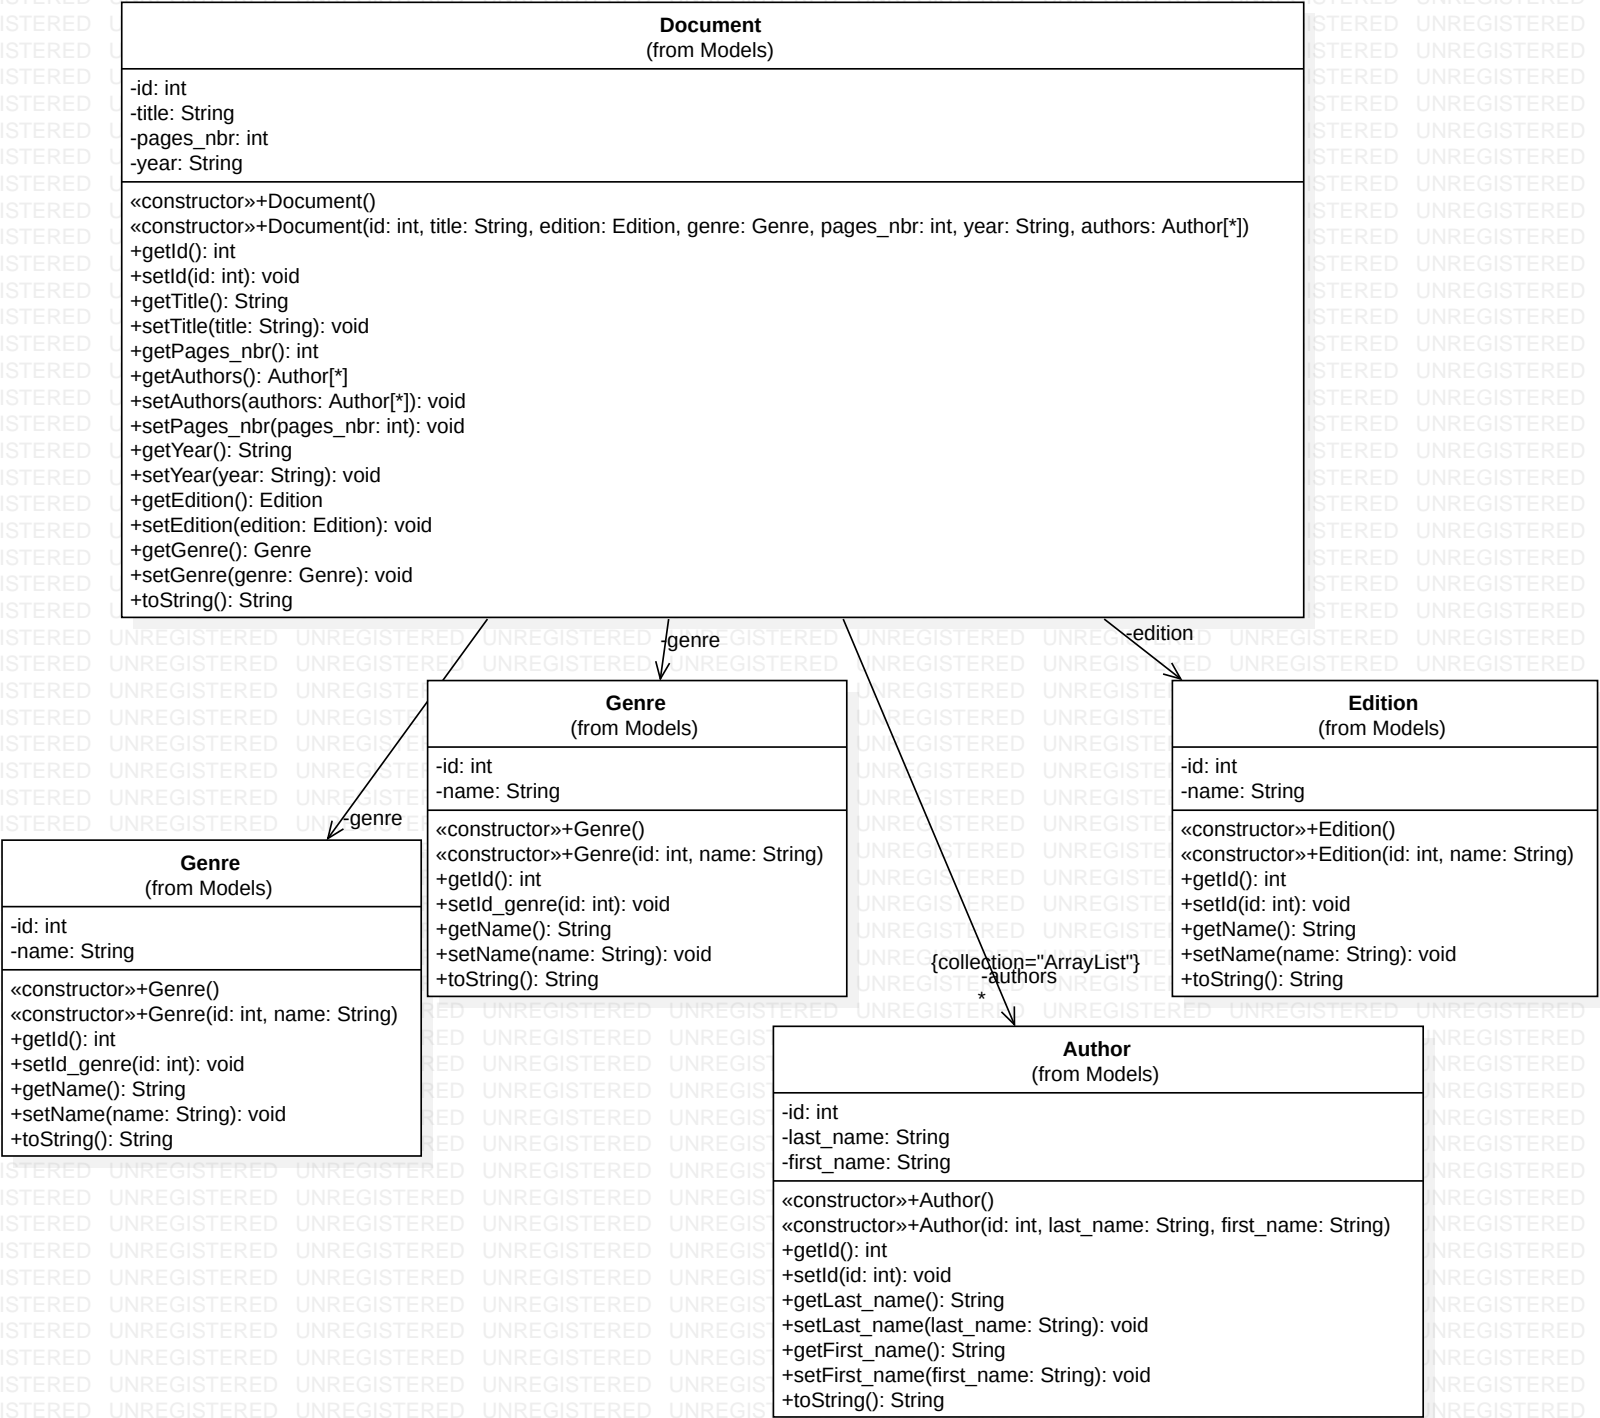 Document
(from Models)
-id: int
-title: String
-pages_nbr: int
-year: String
«constructor»+Document()
«constructor»+Document(id: int, title: String, edition: Edition, genre: Genre, pages_nbr: int, year: String, authors: Author[*])
+getId(): int
+setId(id: int): void
+getTitle(): String
+setTitle(title: String): void
+getPages_nbr(): int
+getAuthors(): Author[*]
+setAuthors(authors: Author[*]): void
+setPages_nbr(pages_nbr: int): void
+getYear(): String
+setYear(year: String): void
+getEdition(): Edition
+setEdition(edition: Edition): void
+getGenre(): Genre
+setGenre(genre: Genre): void
+toString(): String
-genre
-edition
-genre
Genre
(from Models)
-id: int
-name: String
«constructor»+Genre()
«constructor»+Genre(id: int, name: String)
+getId(): int
+setId_genre(id: int): void
+getName(): String
+setName(name: String): void
+toString(): String
Genre
(from Models)
-id: int
-name: String
«constructor»+Genre()
«constructor»+Genre(id: int, name: String)
+getId(): int
+setId_genre(id: int): void
+getName(): String
+setName(name: String): void
+toString(): String
Edition
(from Models)
-id: int
-name: String
«constructor»+Edition()
«constructor»+Edition(id: int, name: String)
+getId(): int
+setId(id: int): void
+getName(): String
+setName(name: String): void
+toString(): String
{collection="ArrayList"}
-authors
*
Author
(from Models)
-id: int
-last_name: String
-first_name: String
«constructor»+Author()
«constructor»+Author(id: int, last_name: String, first_name: String)
+getId(): int
+setId(id: int): void
+getLast_name(): String
+setLast_name(last_name: String): void
+getFirst_name(): String
+setFirst_name(first_name: String): void
+toString(): String
UNREGISTERED